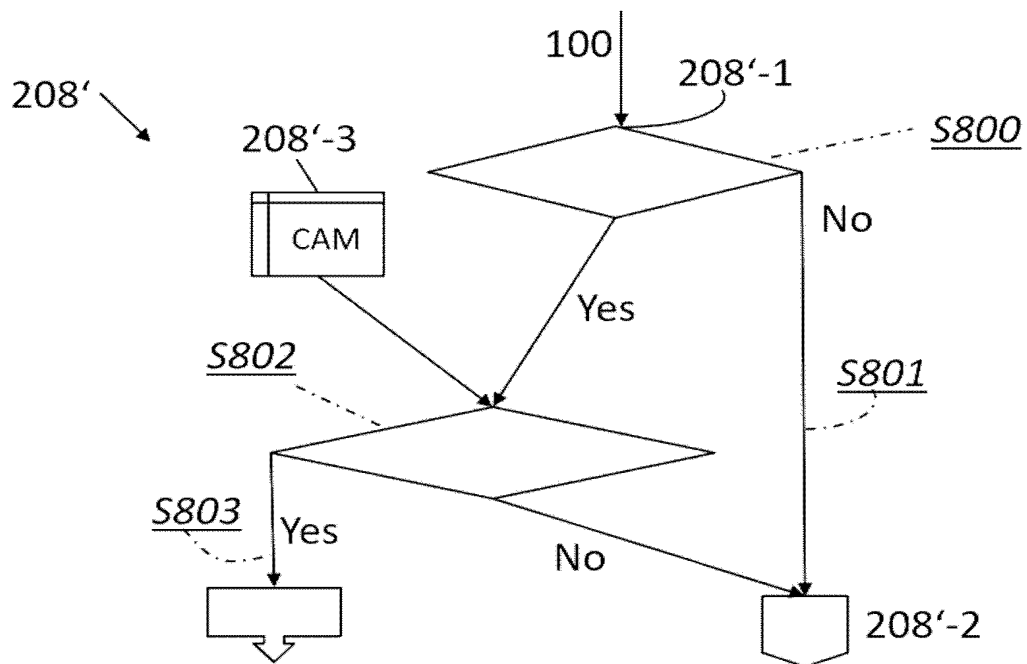 100
208‘-1
208‘
S800
208‘-3
CAM
No
Yes
S802
S801
S803
Yes
No
208‘-2